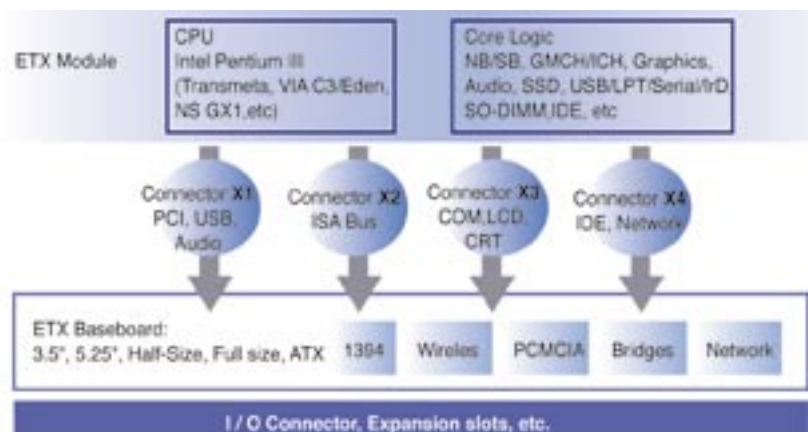 ETX Module
CPU
Intel Pentium III
(Transmeta, VIA C3/Eden,
NS GX1,etc)
Core Logic
NB/SB, GMCH/ICH, Graphics,
Audio, SSD, USB/LPT/Serial/IrD
SO-DIMM,IDE, etc
Connector X1
PCI, USB,
Audio
Connector X2
ISA Bus
Connector X3
COM,LCD,
CRT
Connector X4
IDE, Network
ETX Baseboard:
3.5", 5.25", Half-Size, Full size, ATX
1394
Wireles
PCMCIA
Bridges
Network
I / O Connector, Expansion slots, etc.